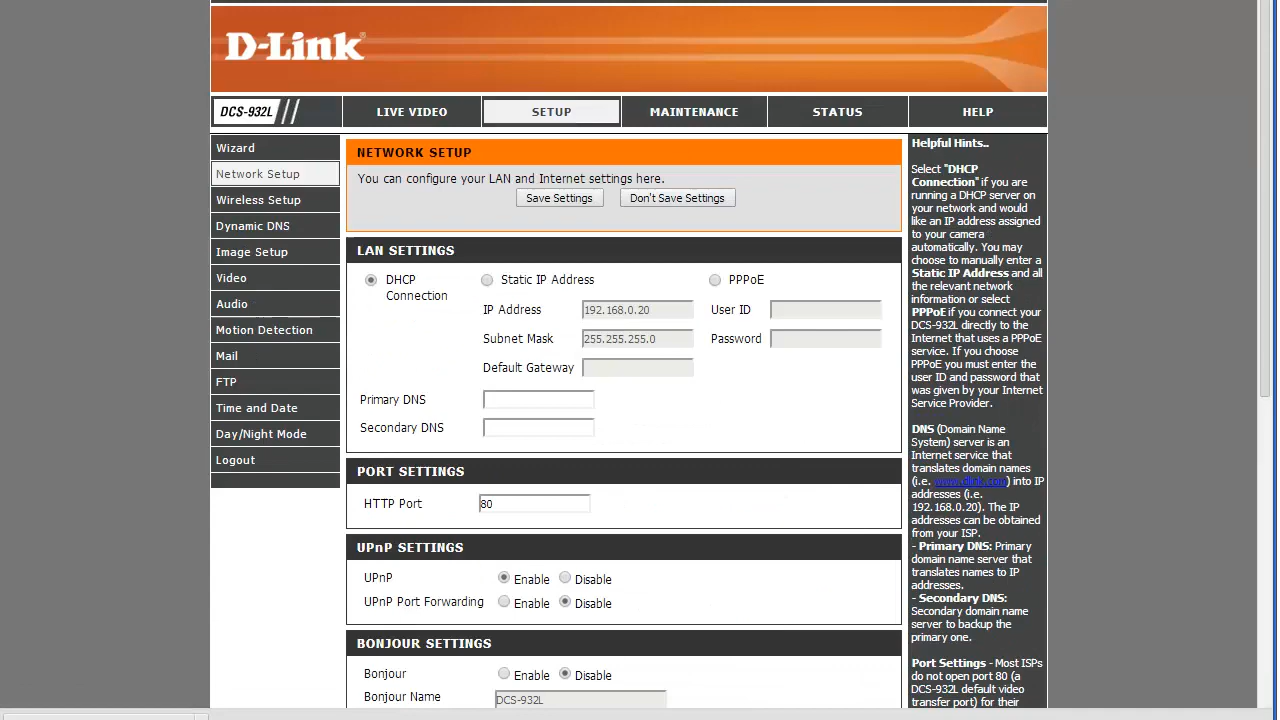 D-Link
DCS-932L
LIVE VIDEO
SETUP
MAINTENANCE
STATUS
HELP
Wizard
Network Setup
Wireless Setup
Dynamic DNS
Image Setup
Video
Audio
Motion Detection
Mail
FTP
Time and Date
Day/Night Mode
Logout
NETWORK SETUP
You can configure your LAN and Internet settings here.
Save Settings
Don't Save Settings
LAN SETTINGS
DHCP
Connection
Static IP Address
IP Address 192.168.0.20
Subnet Mask 255.255.255.0
Default Gateway
PPPoE
User ID
Password
Primary DNS
Secondary DNS
PORT SETTINGS
HTTP Port 80
UPnP SETTINGS
UPnP Enable Disable
UPnP Port Forwarding Enable Disable
BONJOUR SETTINGS
Bonjour Enable Disable
Bonjour Name DCS-932L
Helpful Hints..
Select "DHCP
Connection" if you are
running a DHCP server on
your network and would
like an IP address assigned
to your camera
automatically. You may
choose to manually enter a
Static IP Address and all
the relevant network
information or select
PPPoE if you connect your
DCS-932L directly to the
Internet that uses a PPPoE
service. If you choose
PPPoE you must enter the
user ID and password that
was given by your Internet
Service Provider.
DNS (Domain Name
System) server is an
Internet service that
translates domain names
(i.e. www.dlink.com) into IP
addresses (i.e.
192.168.0.20). The IP
addresses can be obtained
from your ISP.
- Primary DNS: Primary
domain name server that
translates names to IP
addresses.
- Secondary DNS:
Secondary domain name
server to backup the
primary one.
Port Settings - Most ISPs
do not open port 80 (a
DCS-932L default video
transfer port) for their